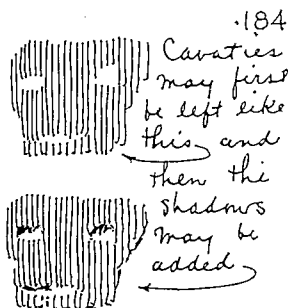 .184
Cavaties
may first
be left like
this and
then the
shadows
may be
added